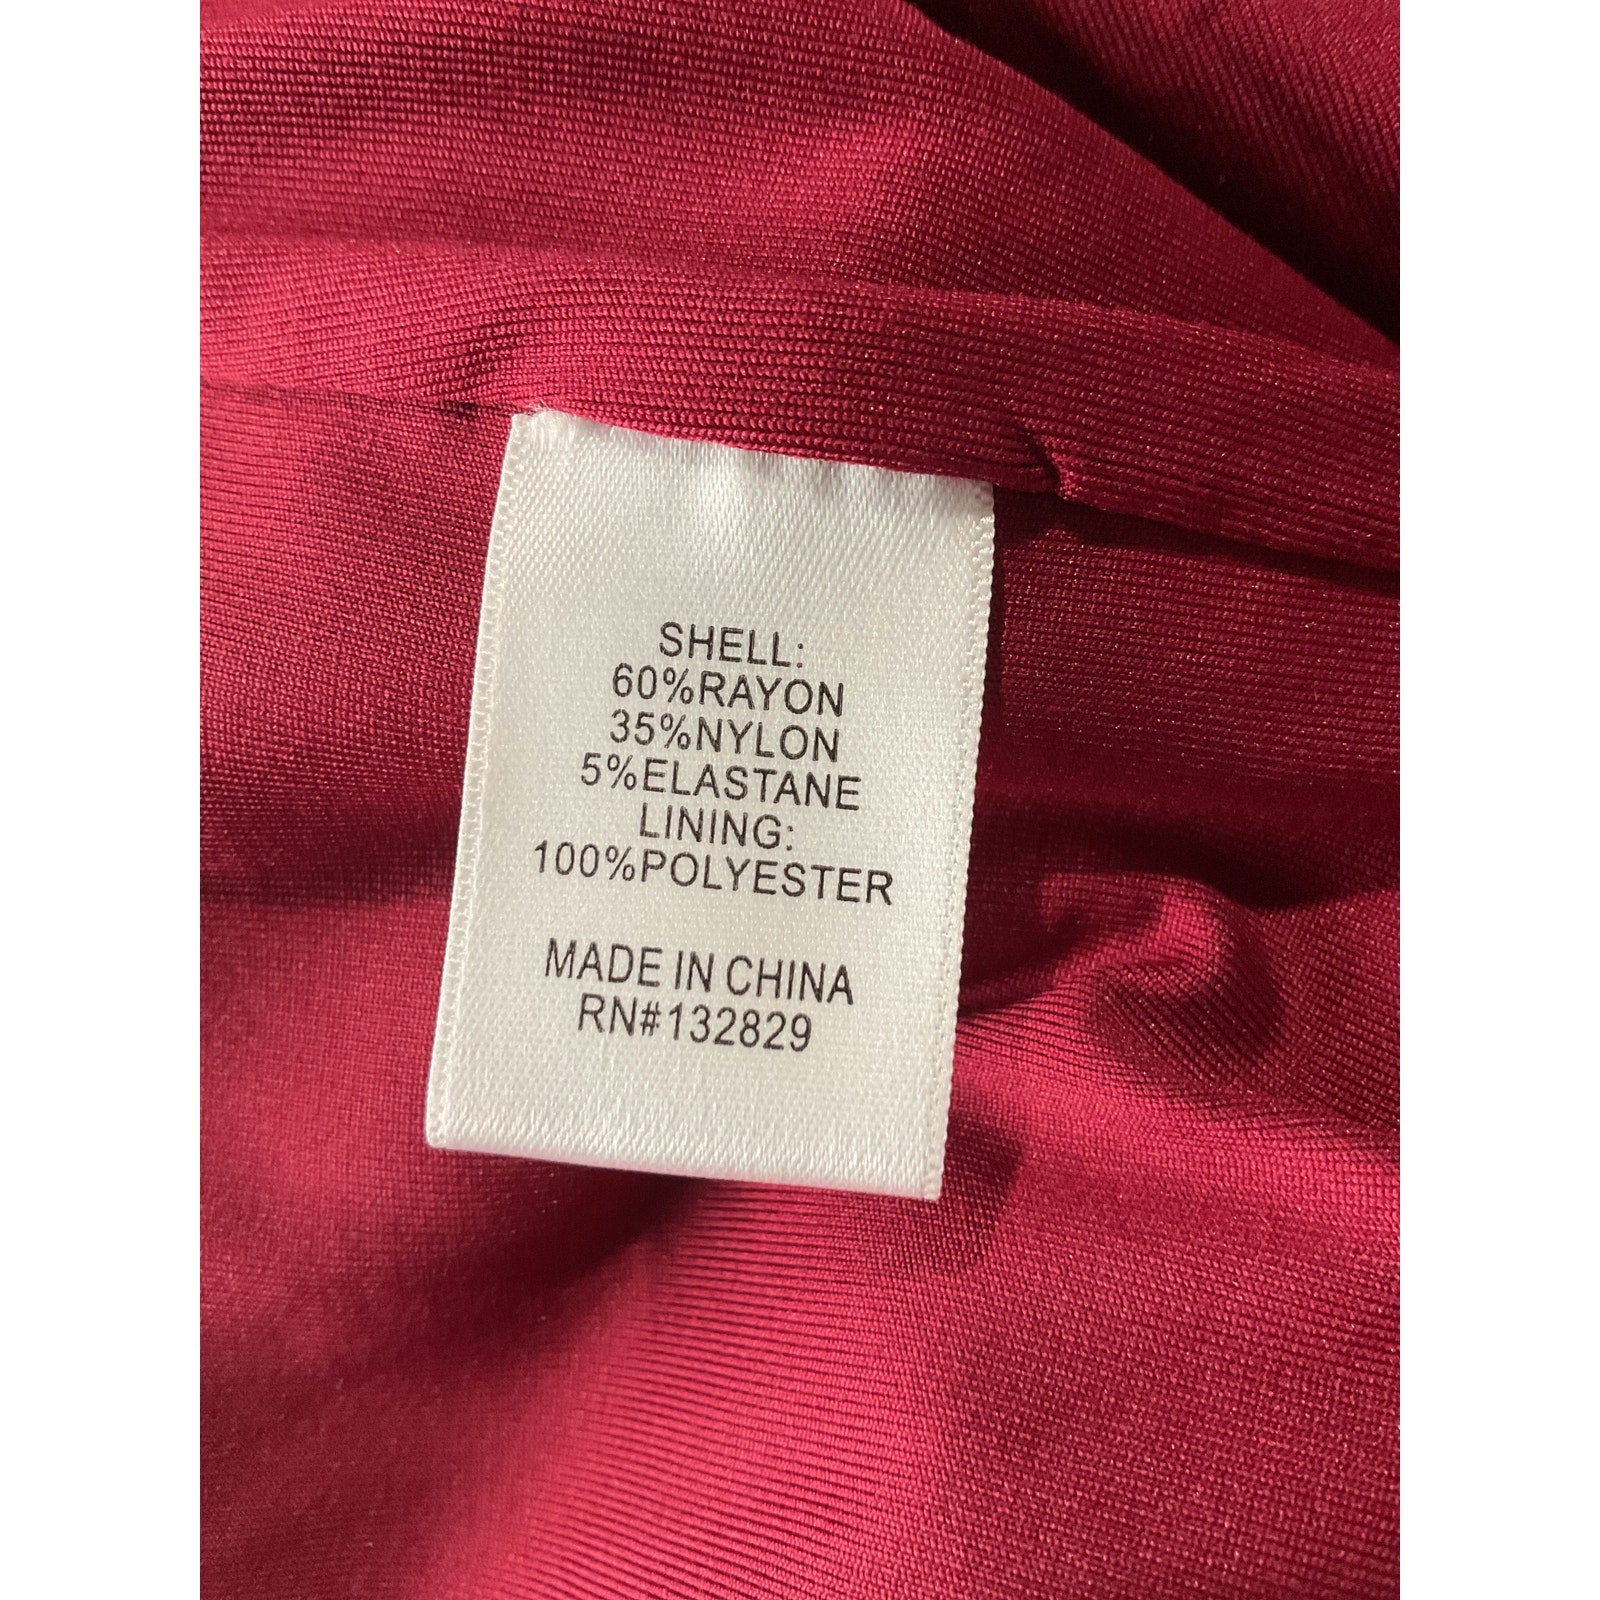 SHELL:
60%RAYON
35%NYLON
5%ELASTANE
LINING:
100%POLYESTER
MADE IN CHINA
RN#132829